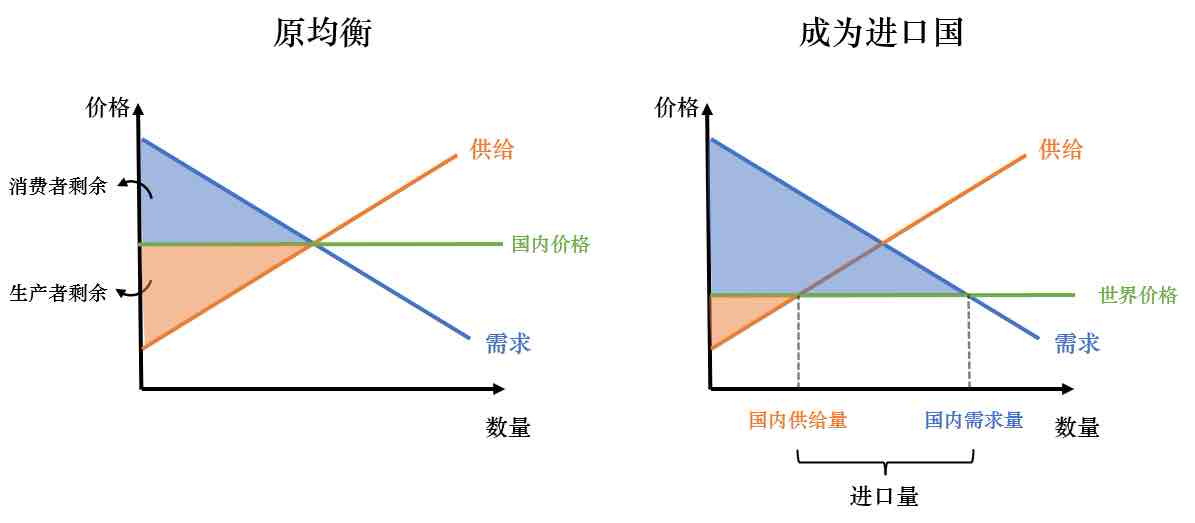 原均衡
价格
供给
消费者剩余
国内价格
生产者剩余
需求
数量
成为进口国
价格
供给
世界价格
需求
国内供给量
国内需求量
数量
进口量